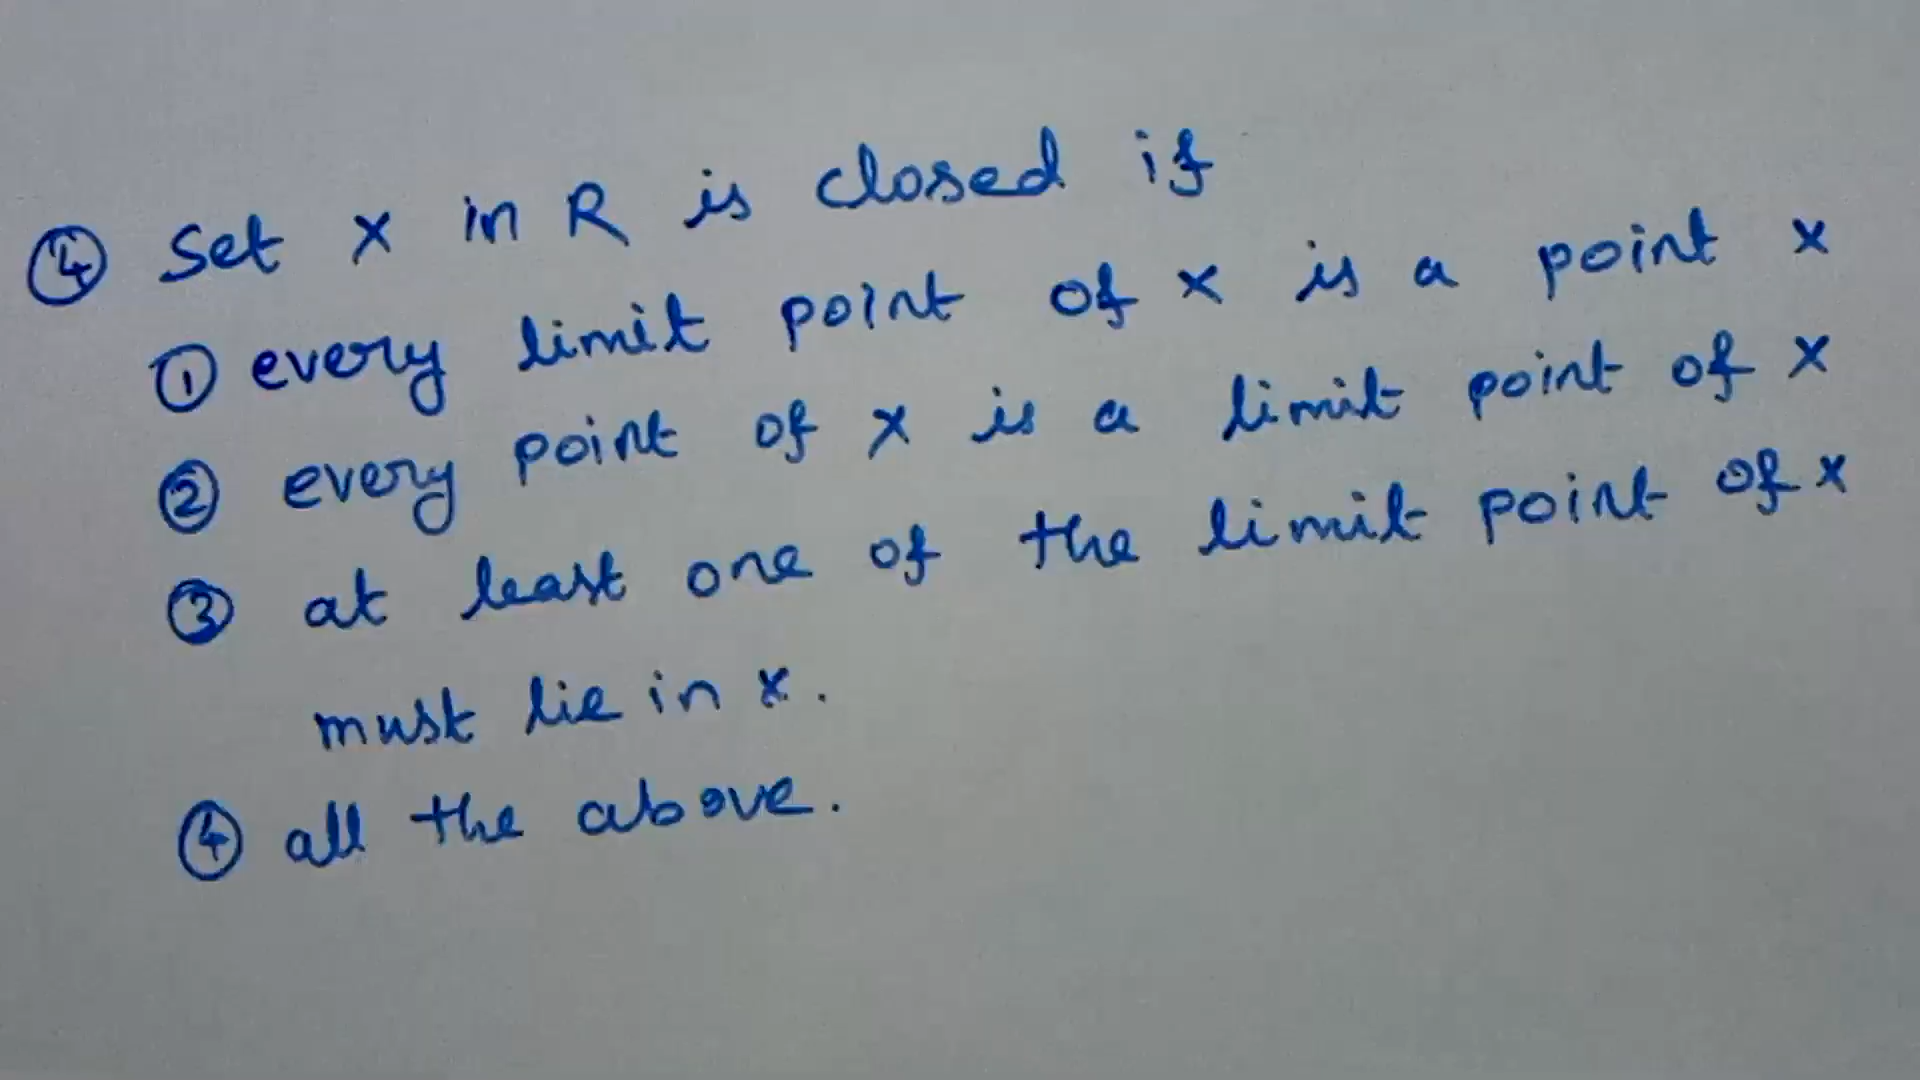 ④ Set X in R is closed if
① every limit point of X is a point X
② every point of X is a limit point of X
③ at least one of the limit point of X
must lie in X.
④ all the above.